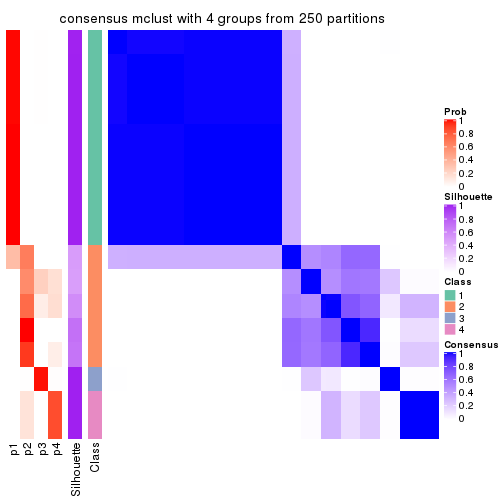 consensus mclust with 4 groups from 250 partitions
Prob
1
0.8
0.6
0.4
0.2
0
Silhouette
1
0.8
0.6
0.4
0.2
0
Class
1
2
3
4
Consensus
1
0.8
0.6
0.4
0.2
0
p1
p2
p3
p4
Silhouette
Class